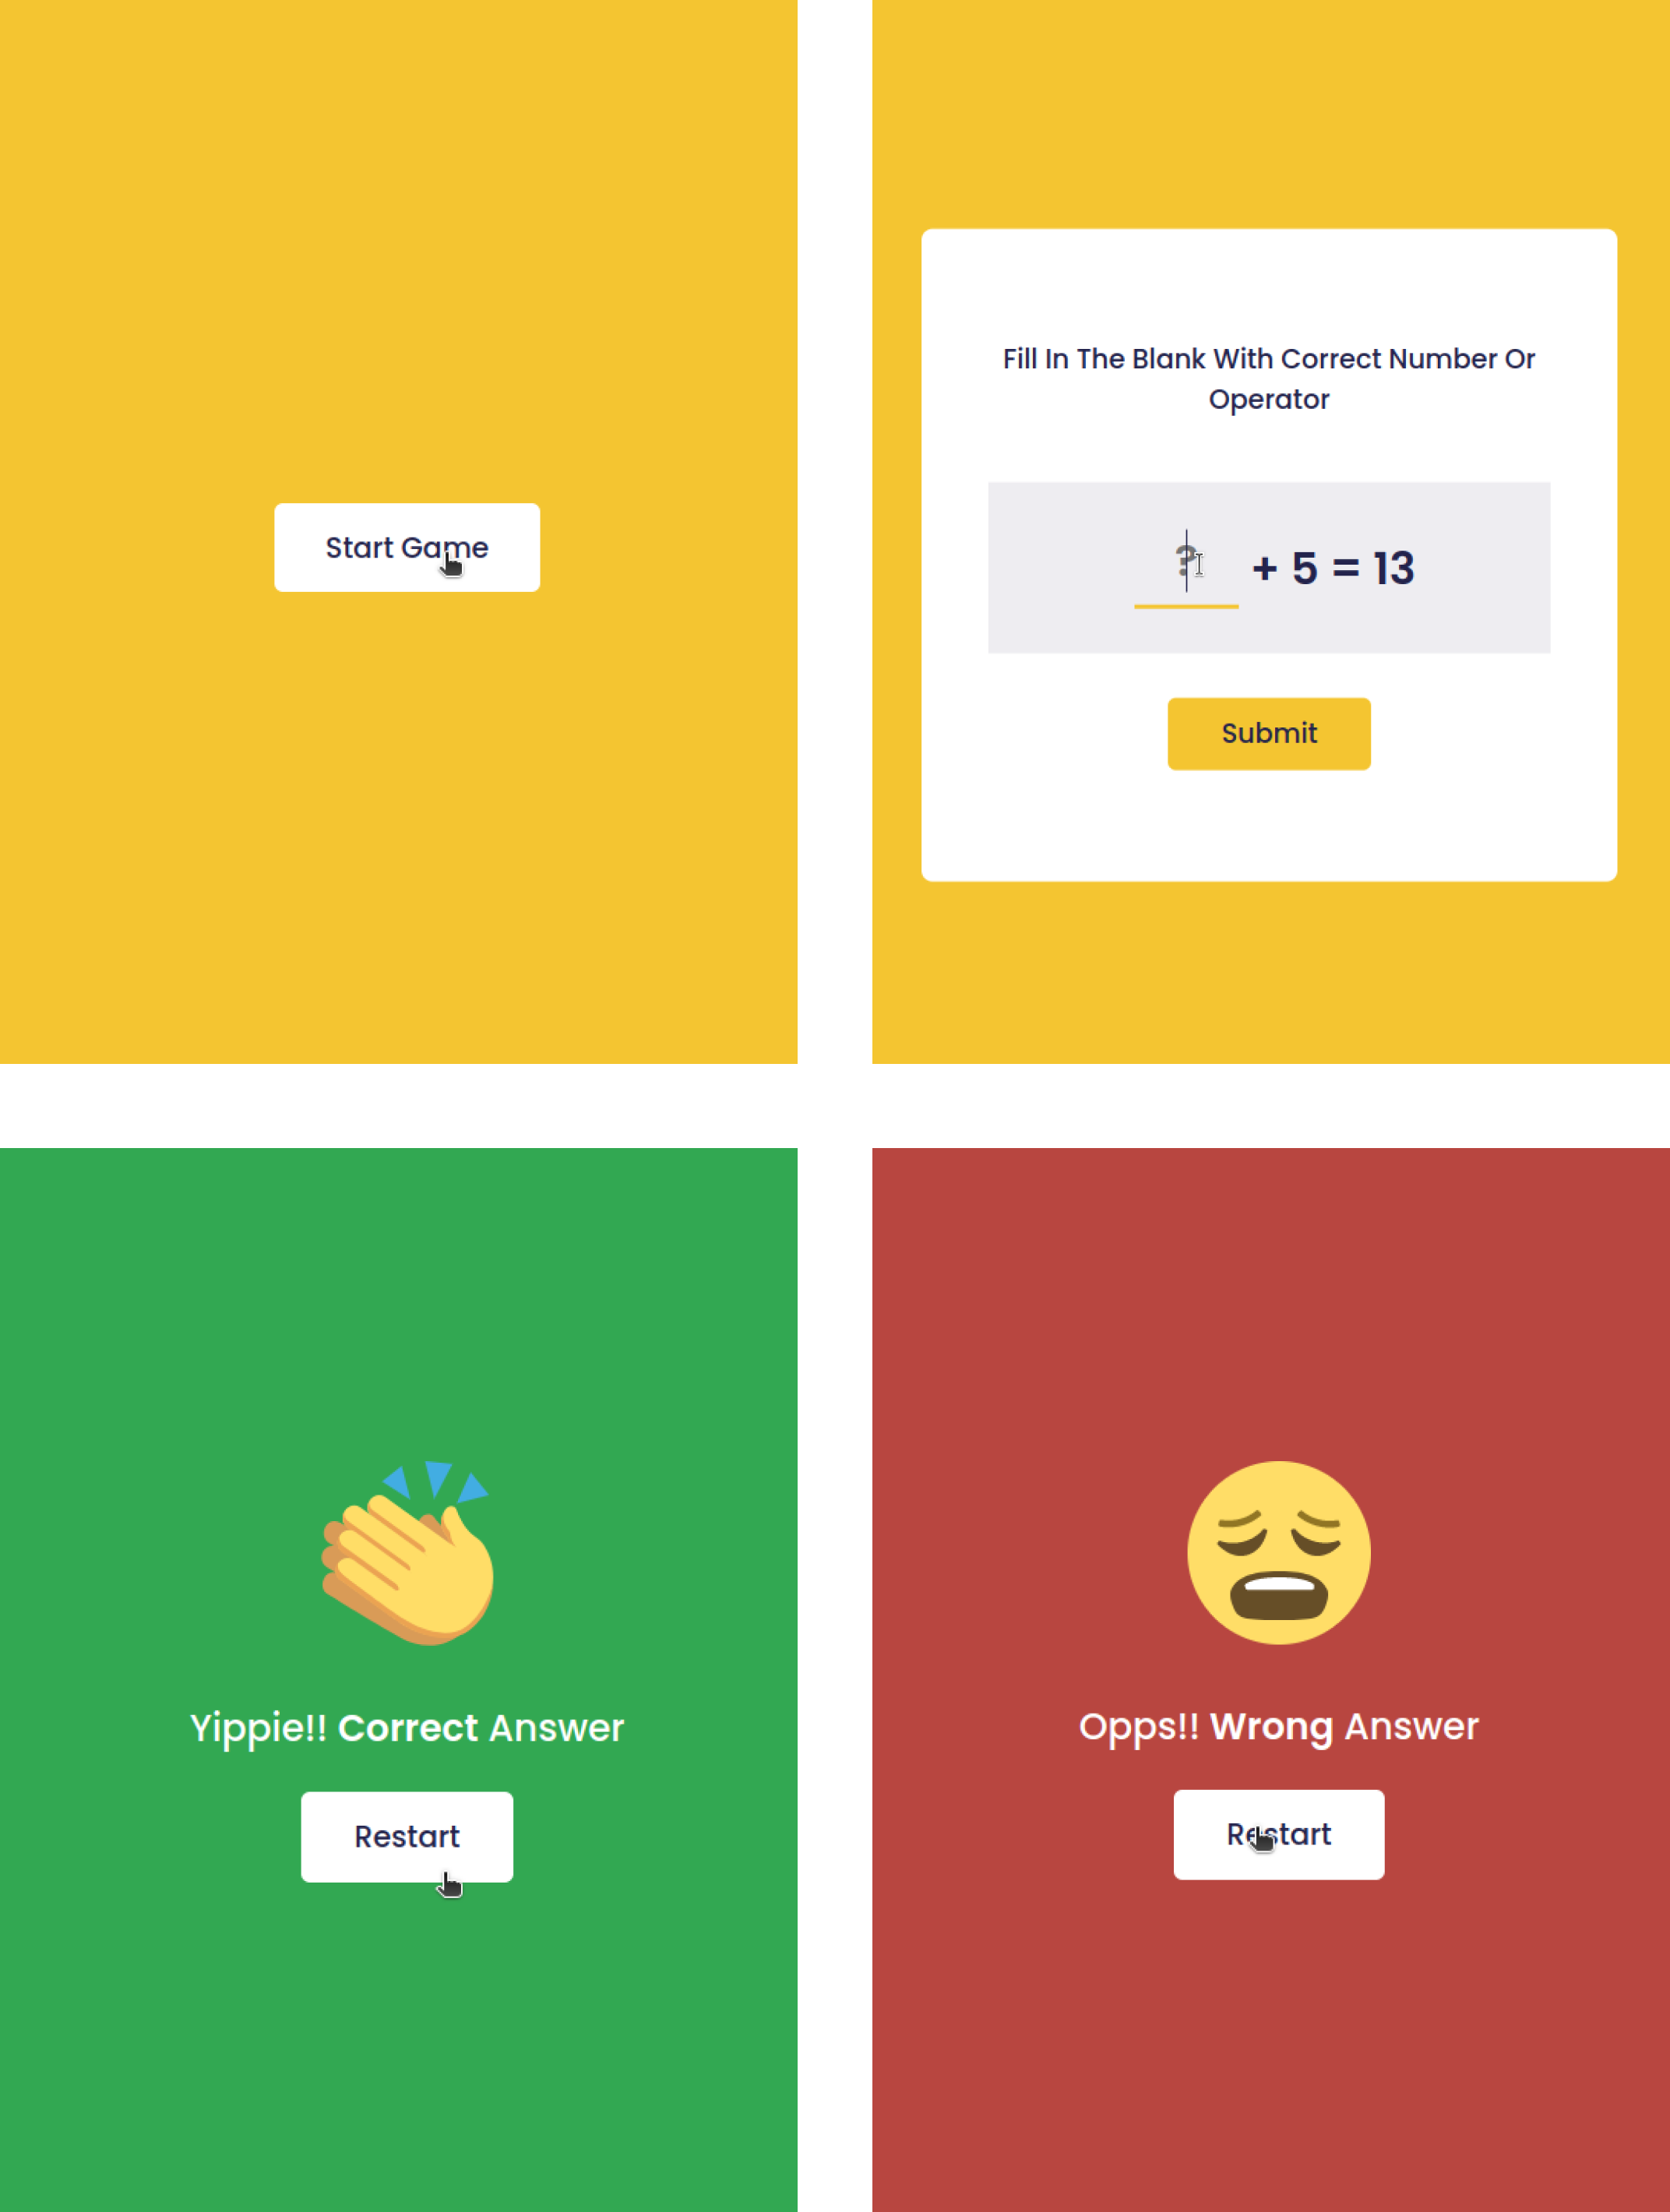 Start Game
Fill In The Blank With Correct Number Or
Operator
? + 5 = 13
Submit
Yippie!! Correct Answer
Restart
Opps!! Wrong Answer
Restart